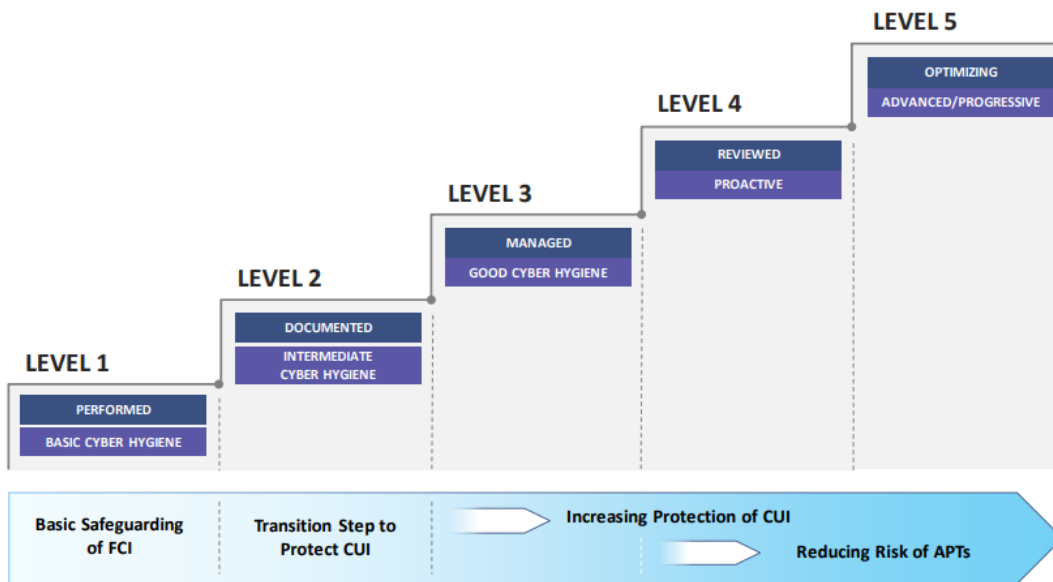 LEVEL 5
OPTIMIZING
ADVANCED/PROGRESSIVE
LEVEL 4
REVIEWED
PROACTIVE
LEVEL 3
MANAGED
GOOD CYBER HYGIENE
LEVEL 2
DOCUMENTED
INTERMEDIATE
CYBER HYGIENE
LEVEL 1
PERFORMED
BASIC CYBER HYGIENE
Basic Safeguarding
of FCI
Transition Step to
Protect CUI
Increasing Protection of CUI
Reducing Risk of APTs